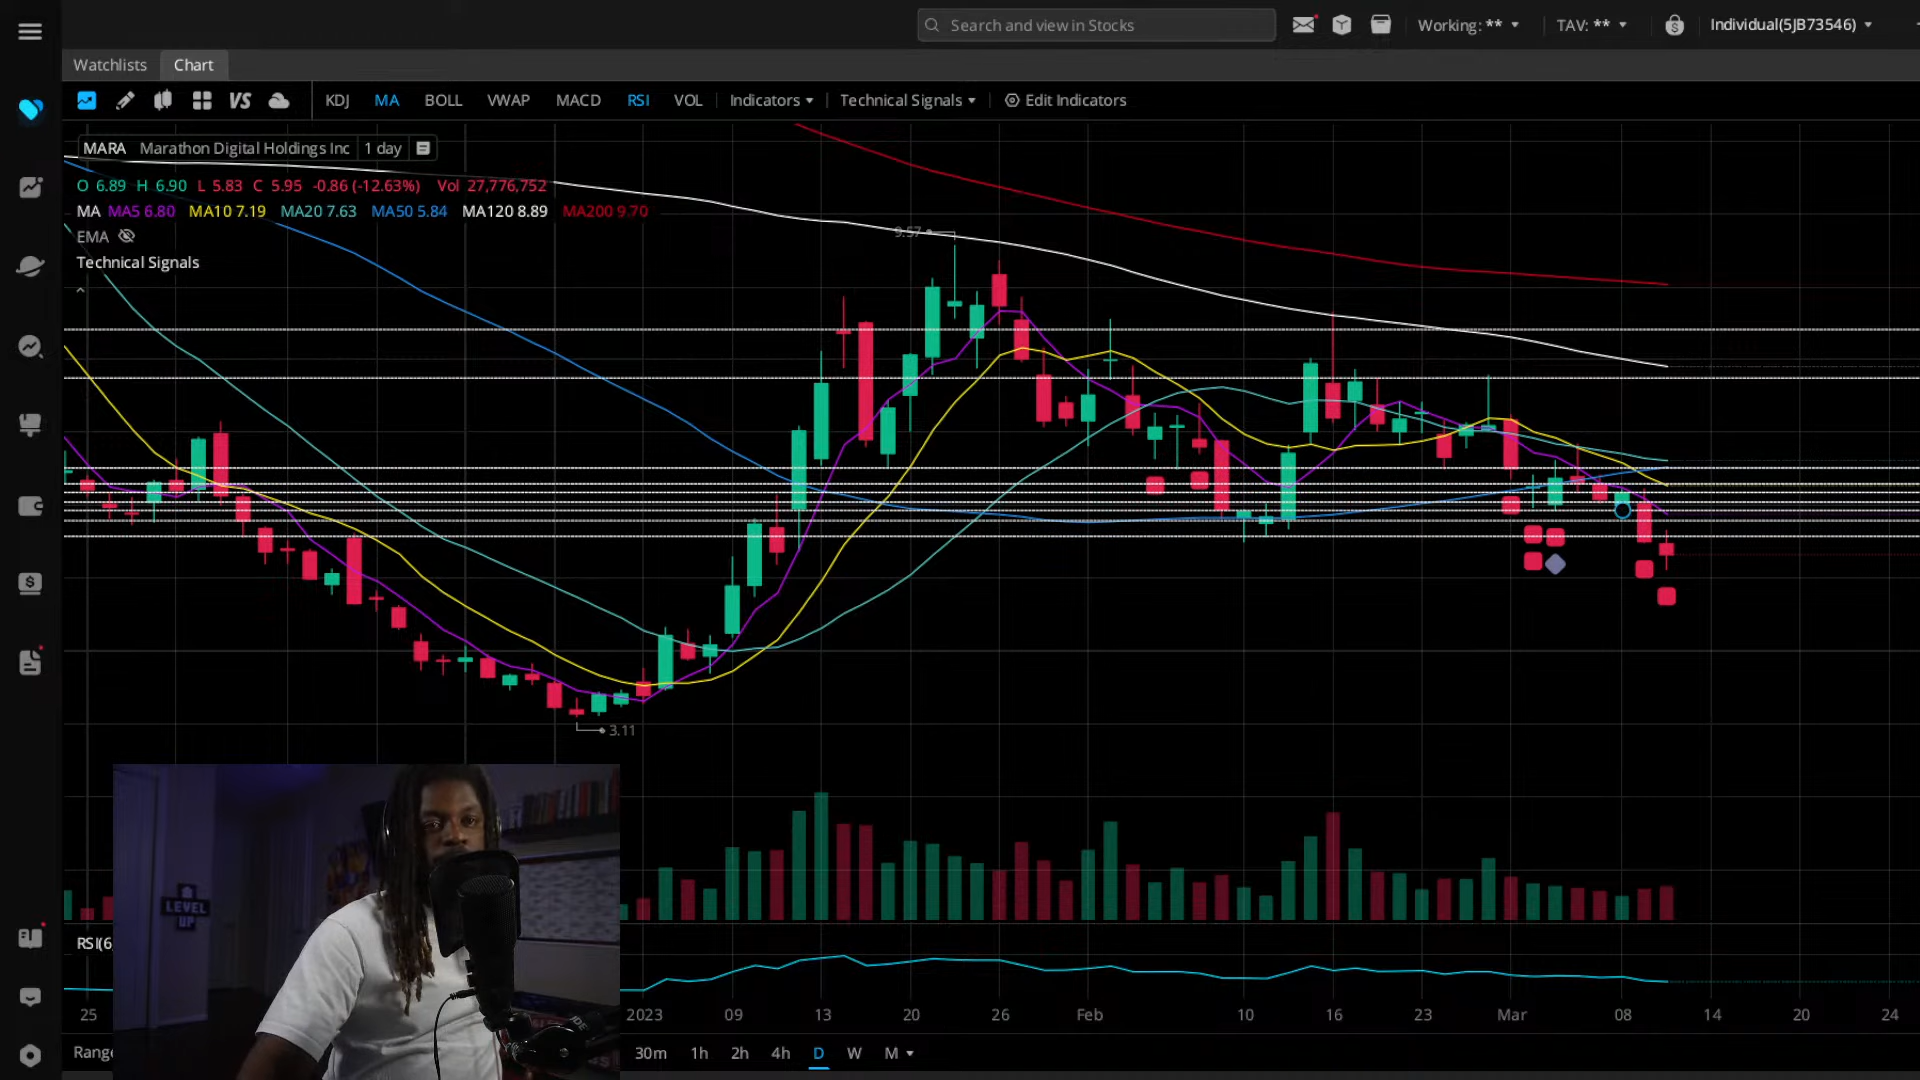 Search and view in Stocks
Working: **
TAV: **
Individual(5JB73546)
Watchlists
Chart
VS
KDJ
MA
BOLL
VWAP
MACD
RSI
VOL
Indicators
Technical Signals
Edit Indicators
MARA Marathon Digital Holdings Inc 1 day
O 6.89 H 6.90 L 5.83 C 5.95 -0.86 (-12.63%) Vol 27,776,752
MA MA5 6.80 MA10 7.19 MA20 7.63 MA50 5.84 MA120 8.89 MA200 9.70
EMA
Technical Signals
9.57
3.11
LEVEL
UP
RSI(6
25 2023 09 13 20 26 Feb 10 16 23 Mar 08 14 20 24
Rang
30m 1h 2h 4h D W M